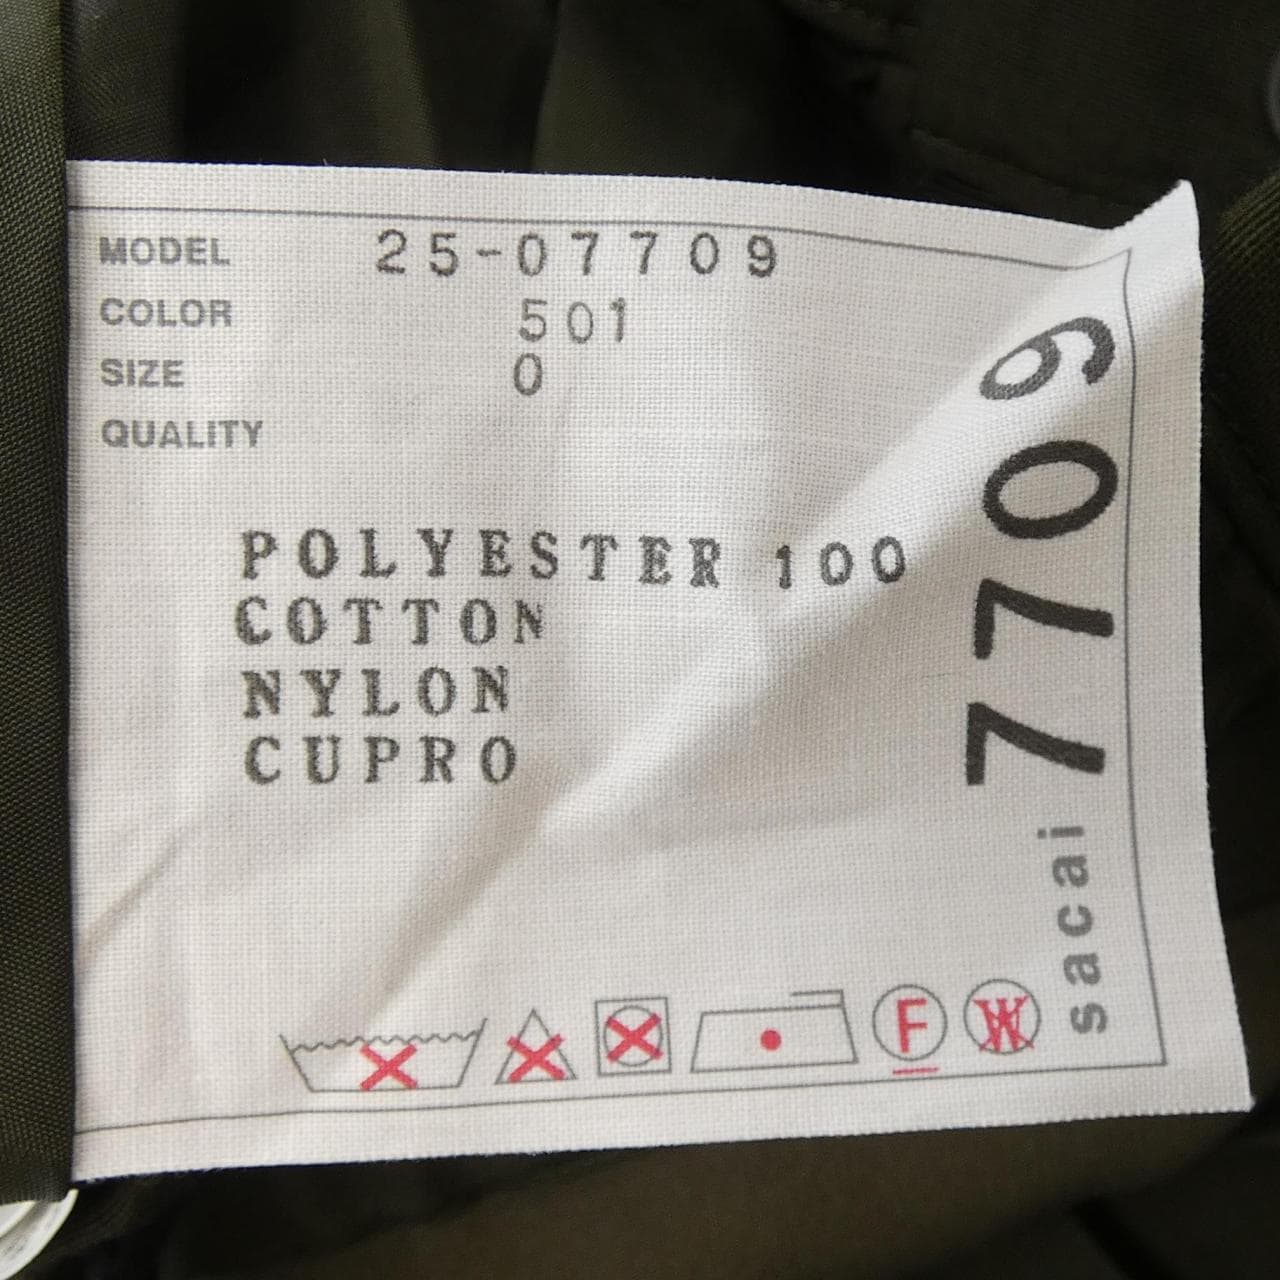 MODEL 25-07709
COLOR 501
SIZE 0
QUALITY
POLYESTER 100
COTTON
NYLON
CUPRO
F
W
sacai 7709